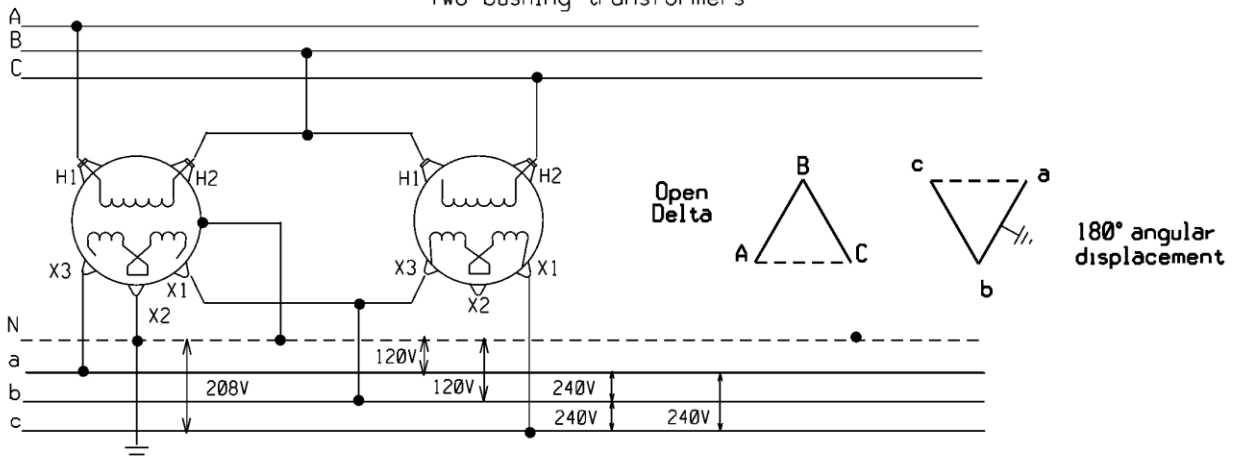 Two bushing transformers
A
B
C
H1
H2
H1
H2
X3
X1
X2
X3
X1
X2
Open
Delta
B
A
C
c
a
b
180° angular
displacement
N
a
b
c
208V
120V
120V
240V
240V
240V